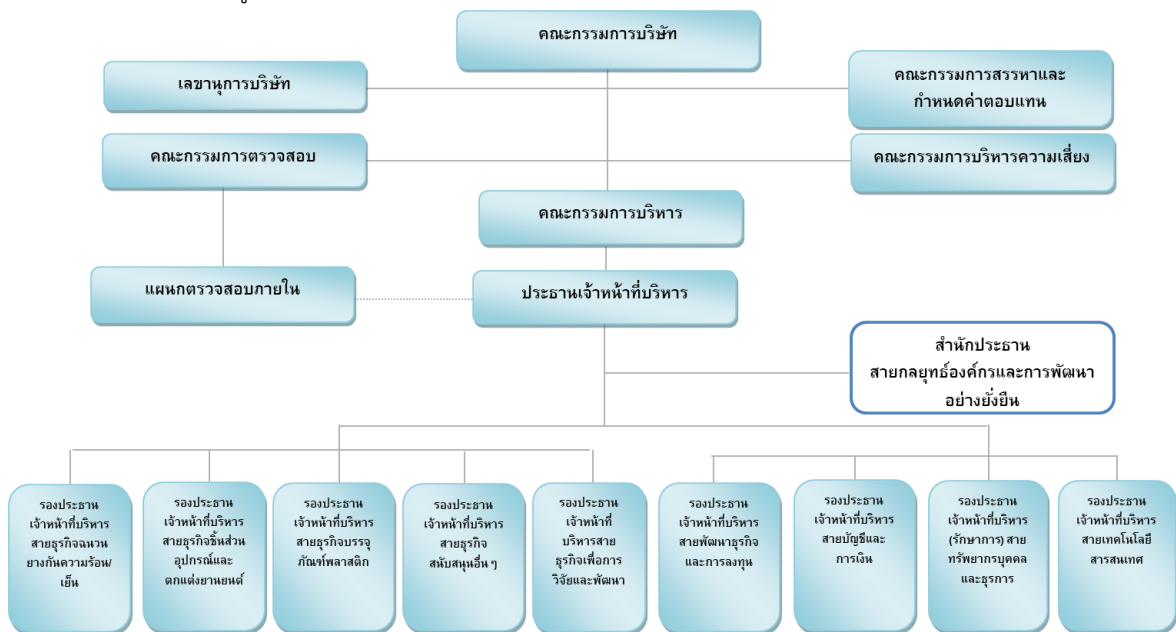 คณะกรรมการบริษัท
เลขานุการบริษัท
คณะกรรมการสรรหาและ
กำหนดค่าตอบแทน
คณะกรรมการตรวจสอบ
คณะกรรมการบริหารความเสี่ยง
คณะกรรมการบริหาร
แผนกตรวจสอบภายใน
ประธานเจ้าหน้าที่บริหาร
สำนักประธาน
สายกลยุทธ์องค์กรและการพัฒนา
อย่างยั่งยืน
รองประธาน
เจ้าหน้าที่บริหาร
สายธุรกิจฉนวน
ยางกันความร้อน/
เย็น
รองประธาน
เจ้าหน้าที่บริหาร
สายธุรกิจชิ้นส่วน
อุปกรณ์และ
ตกแต่งยานยนต์
รองประธาน
เจ้าหน้าที่บริหาร
สายธุรกิจบรรจุ
ภัณฑ์พลาสติก
รองประธาน
เจ้าหน้าที่บริหาร
สายธุรกิจ
สนับสนุนอื่น ๆ
รองประธาน
เจ้าหน้าที่
บริหารสาย
ธุรกิจเพื่อการ
วิจัยและพัฒนา
รองประธาน
เจ้าหน้าที่บริหาร
สายพัฒนาธุรกิจ
และการลงทุน
รองประธาน
เจ้าหน้าที่บริหาร
สายบัญชีและ
การเงิน
รองประธาน
เจ้าหน้าที่บริหาร
(รักษาการ) สาย
ทรัพยากรบุคคล
และธุรการ
รองประธาน
เจ้าหน้าที่บริหาร
สายเทคโนโลยี
สารสนเทศ